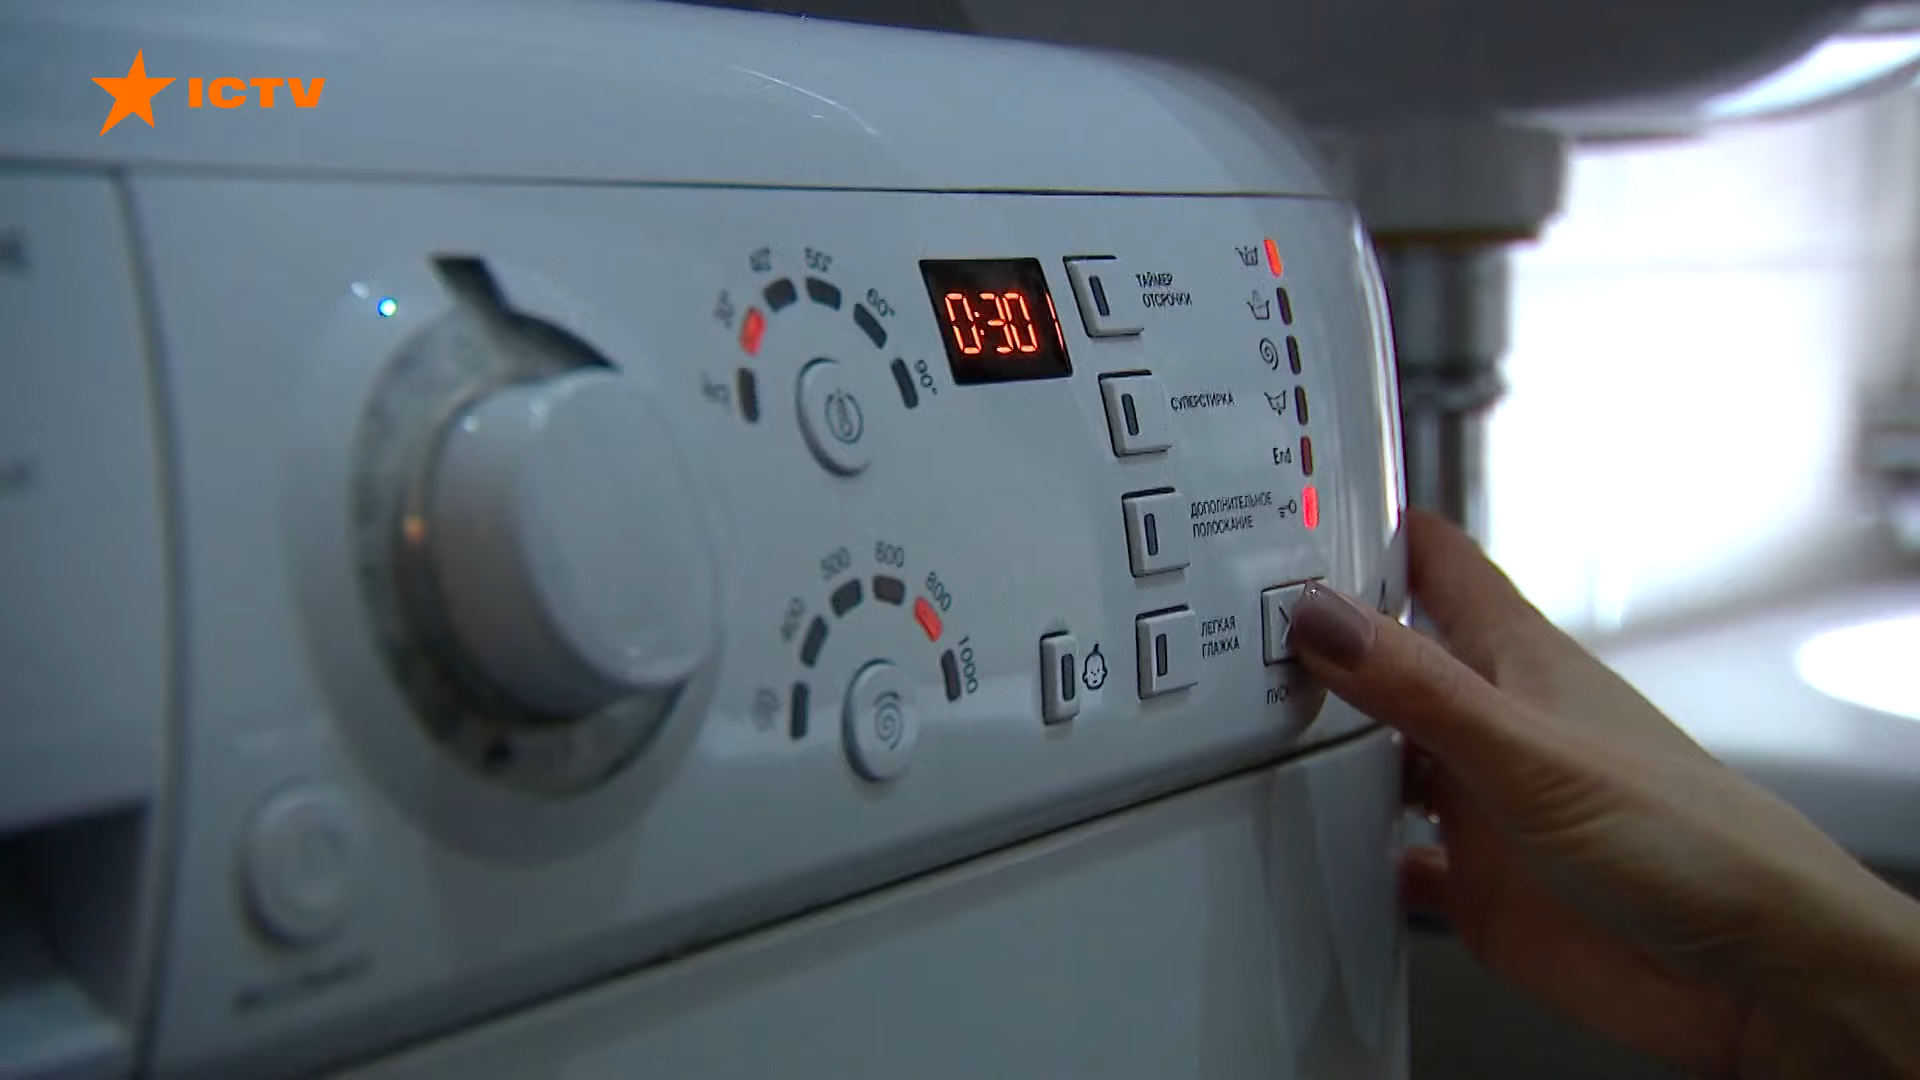 ICTV
40°
50°
60°
90°
0:30
ТАЙМЕР
ОТСРОЧКИ
СУПЕРСТИРКА
End
ДОПОЛНИТЕЛЬНОЕ
ПОЛОСКАНИЕ
400
500
600
800
1000
ЛЕГКАЯ
ГЛАЖКА